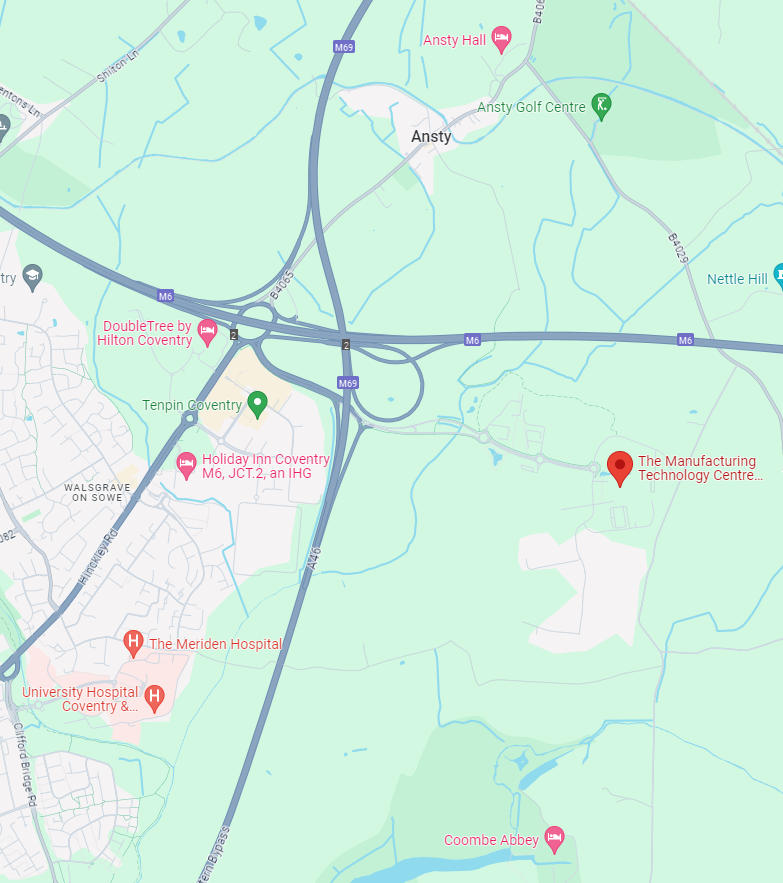 M69
Ansty Hall
Shilton Ln
Ansty Golf Centre
Ansty
B4029
Nettle Hill
B4065
M6
DoubleTree by
Hilton Coventry
2
2
M6
M6
M69
Tenpin Coventry
Holiday Inn Coventry
M6, JCT.2, an IHG
The Manufacturing
Technology Centre...
WALSGRAVE
ON SOWE
Hinckley Rd
A46
The Meriden Hospital
University Hospital
Coventry &...
Clifford Bridge Rd
Coombe Abbey